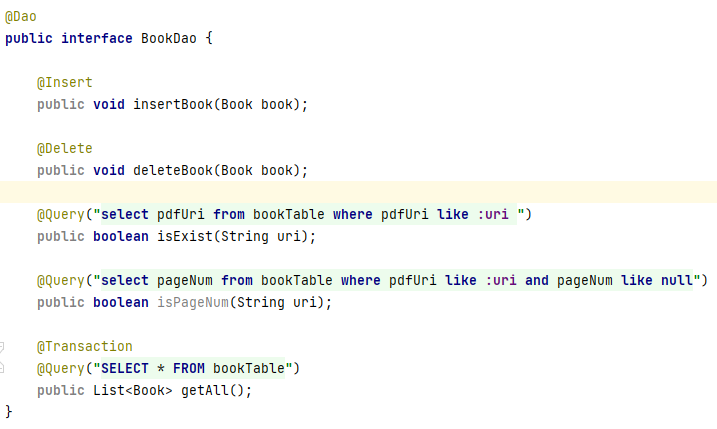 @Dao
public interface BookDao {
@Insert
public void insertBook(Book book);
@Delete
public void deleteBook(Book book);
@Query("select pdfUri from bookTable where pdfUri like :uri ")
public boolean isExist(String uri);
@Query("select pageNum from bookTable where pdfUri like :uri and pageNum like null")
public boolean isPageNum(String uri);
@Transaction
@Query("SELECT * FROM bookTable")
public List<Book> getAll();
}